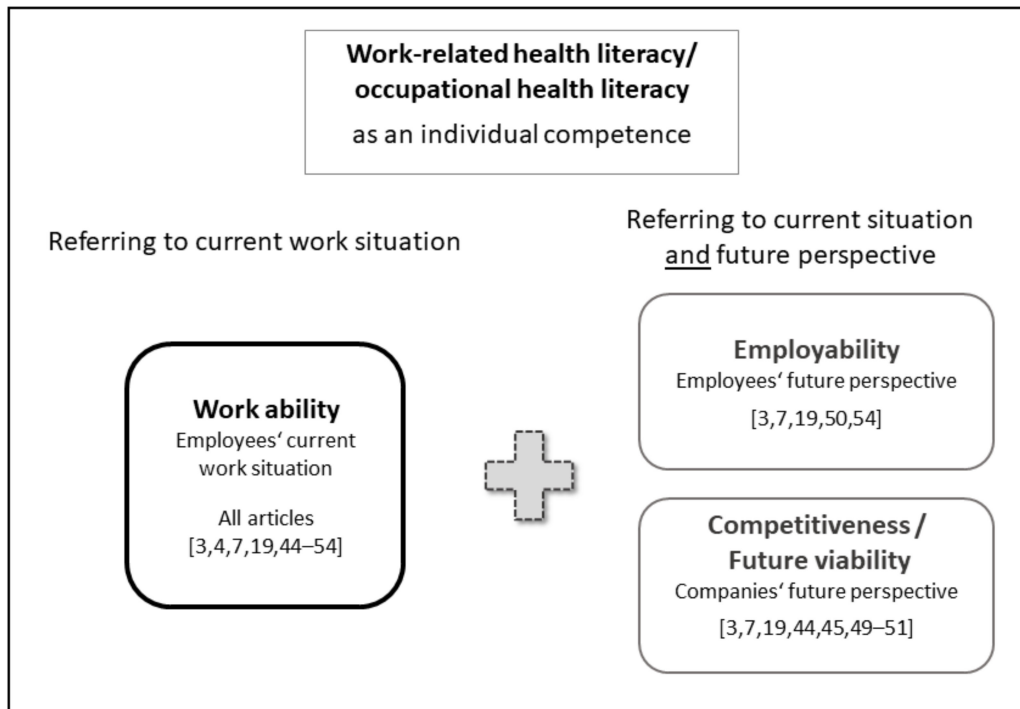 Work-related health literacy/
occupational health literacy
as an individual competence
Referring to current work situation
Referring to current situation
and future perspective
Work ability
Employees‘ current
work situation
All articles
[3,4,7,19,44–54]
Employability
Employees‘ future perspective
[3,7,19,50,54]
Competitiveness /
Future viability
Companies‘ future perspective
[3,7,19,44,45,49–51]